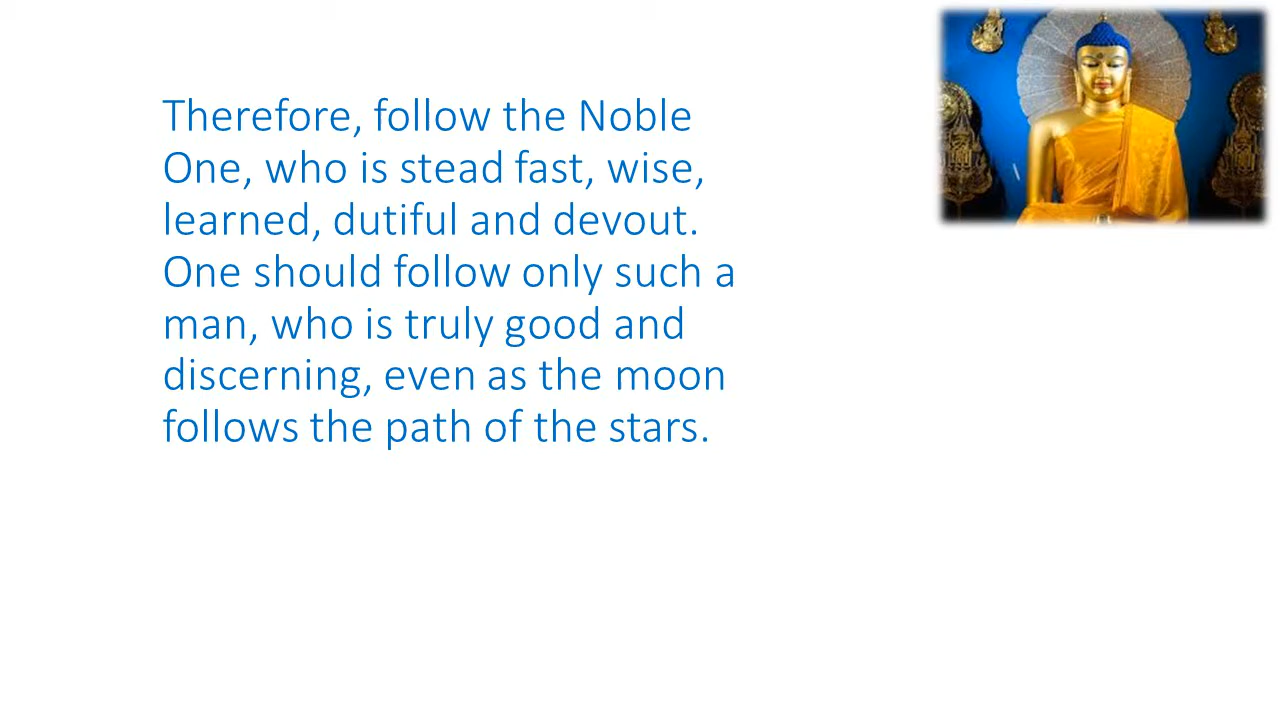 Therefore, follow the Noble
One, who is stead fast, wise,
learned, dutiful and devout.
One should follow only such a
man, who is truly good and
discerning, even as the moon
follows the path of the stars.